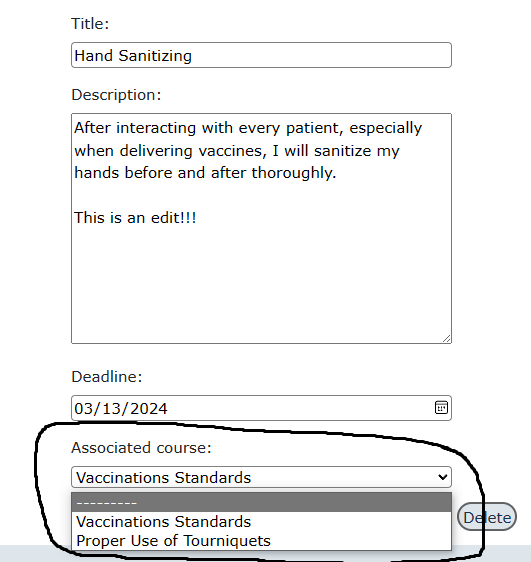 Title:
Hand Sanitizing
Description:
After interacting with every patient, especially
when delivering vaccines, I will sanitize my
hands before and after thoroughly.
This is an edit!!!
Deadline:
03/13/2024
Associated course:
Vaccinations Standards
---------
Vaccinations Standards
Proper Use of Tourniquets
Delete